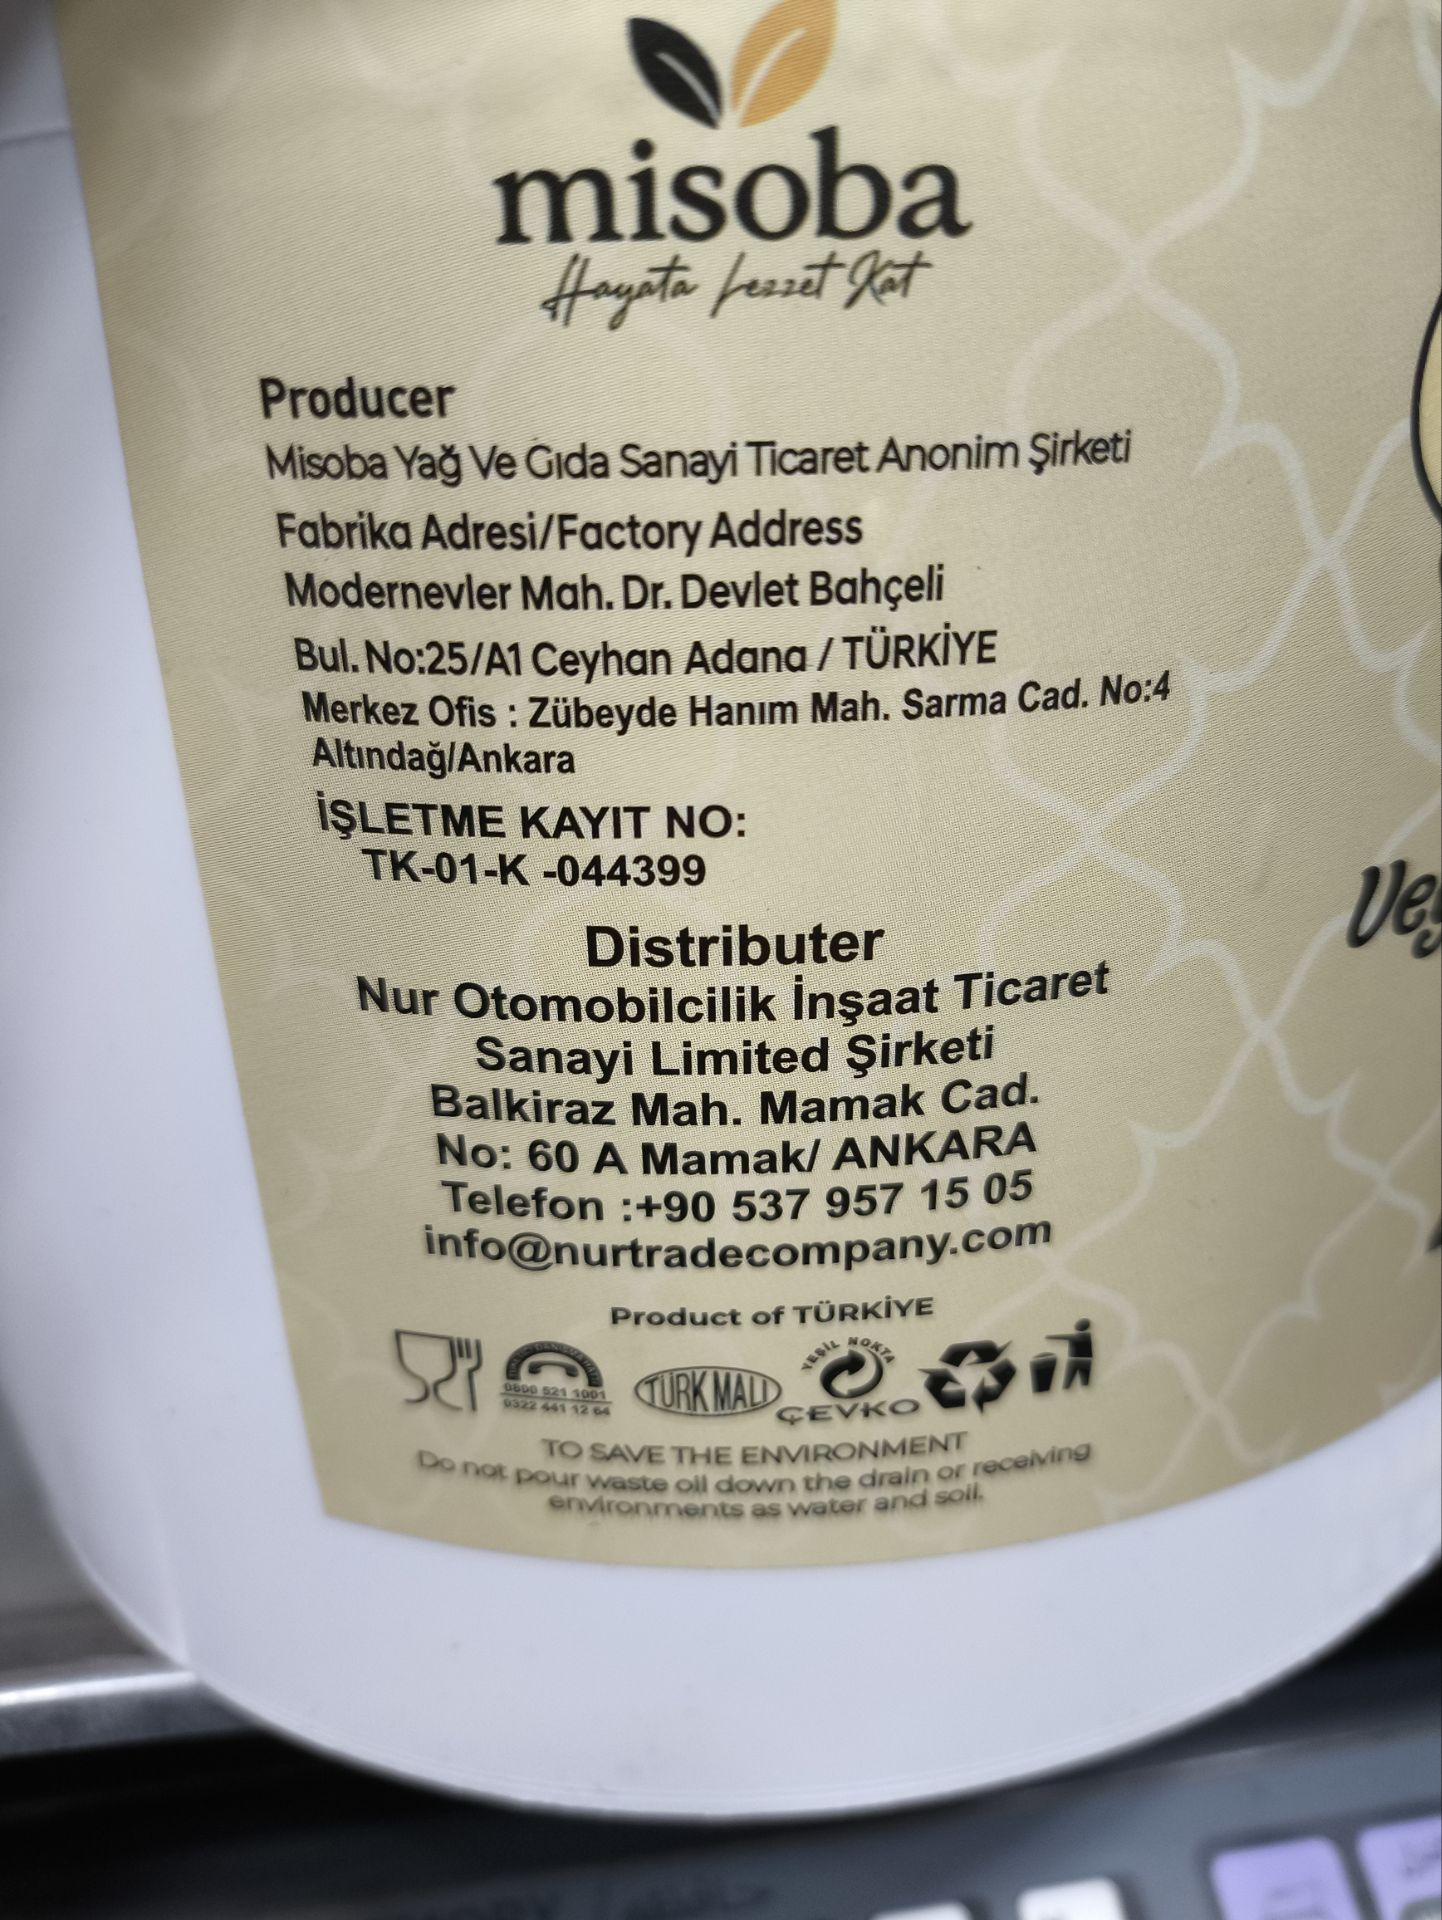 misoba
Hayata Lezzet Kat
Producer
Misoba Yağ Ve Gıda Sanayi Ticaret Anonim Şirketi
Fabrika Adresi/Factory Address
Modernevler Mah. Dr. Devlet Bahçeli
Bul. No:25/A1 Ceyhan Adana / TÜRKİYE
Merkez Ofis : Zübeyde Hanım Mah. Sarma Cad. No:4
Altındağ/Ankara
İŞLETME KAYIT NO:
TK-01-K -044399
Distributer
Nur Otomobilcilik İnşaat Ticaret
Sanayi Limited Şirketi
Balkiraz Mah. Mamak Cad.
No: 60 A Mamak/ ANKARA
Telefon :+90 537 957 15 05
info@nurtradecompany.com
Product of TÜRKİYE
0800 521 1001
0322 441 12 64
TÜRK MALI
YEŞİL NOKTA
ÇEVKO
TO SAVE THE ENVIRONMENT
Do not pour waste oil down the drain or receiving
environments as water and soil.